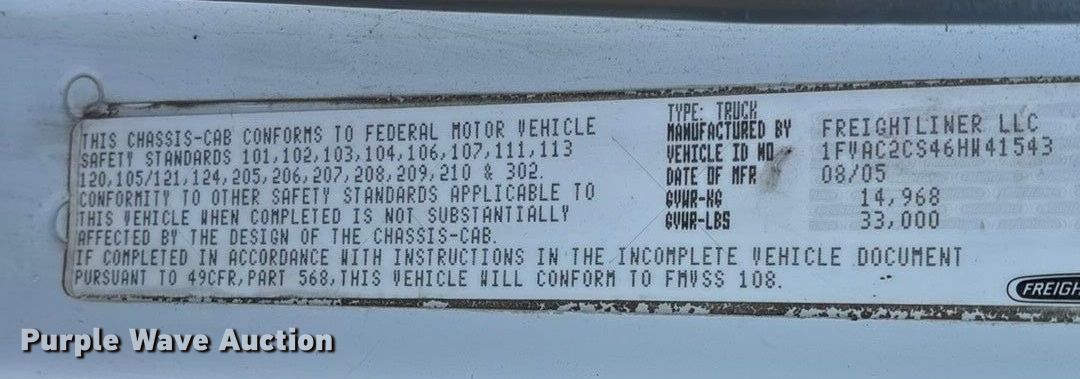 THIS CHASSIS-CAB CONFORMS TO FEDERAL MOTOR VEHICLE
SAFETY STANDARDS 101,102,103,104,106,107,111,113
120,105/121,124,205,206,207,208,209,210 & 302.
CONFORMITY TO OTHER SAFETY STANDARDS APPLICABLE TO
THIS VEHICLE WHEN COMPLETED IS NOT SUBSTANTIALLY
AFFECTED BY THE DESIGN OF THE CHASSIS-CAB.
IF COMPLETED IN ACCORDANCE WITH INSTRUCTIONS IN THE INCOMPLETE VEHICLE DOCUMENT
PURSUANT TO 49CFR,PART 568,THIS VEHICLE WILL CONFORM TO FMVSS 108.
TYPE: TRUCK
MANUFACTURED BY FREIGHTLINER LLC
VEHICLE ID NO 1FVAC2CS46HW41543
DATE OF MFR 08/05
GVWR-KG 14,968
GVWR-LBS 33,000
FREIGH
Purple Wave Auction